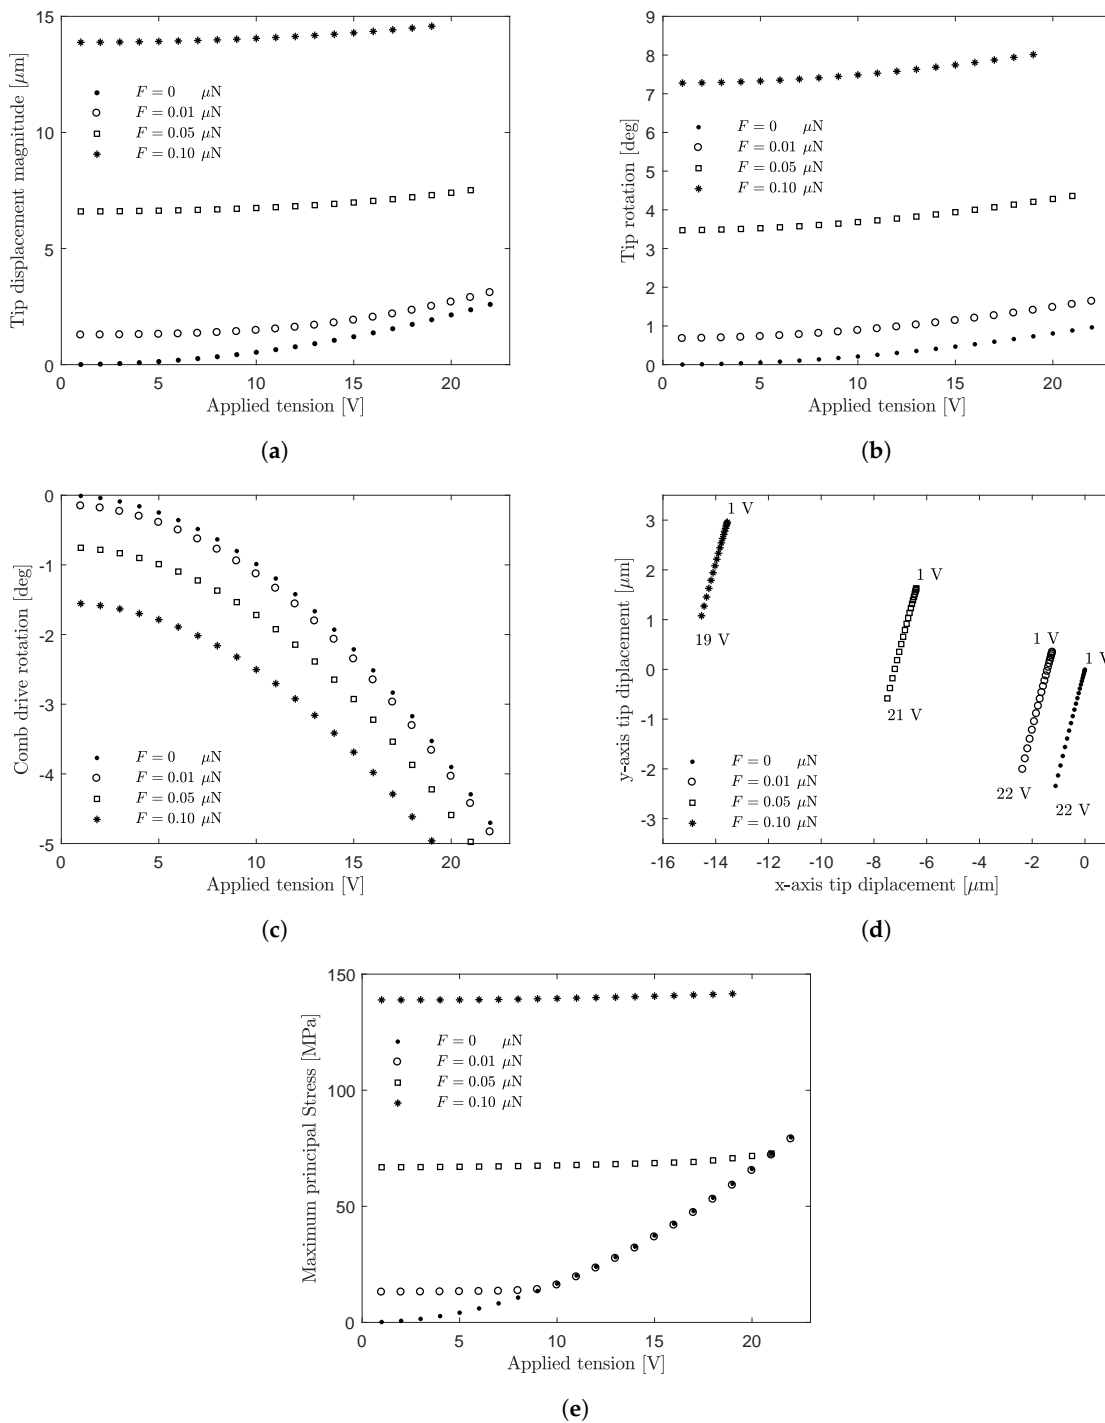 15
10
5
0
0 5 10 15 20
Tip displacement magnitude [μm]
Applied tension [V]
F = 0 μN
F = 0.01 μN
F = 0.05 μN
F = 0.10 μN
(a)
9
8
7
6
5
4
3
2
1
0
0 5 10 15 20
Tip rotation [deg]
Applied tension [V]
F = 0 μN
F = 0.01 μN
F = 0.05 μN
F = 0.10 μN
(b)
0
-1
-2
-3
-4
-5
0 5 10 15 20
Comb drive rotation [deg]
Applied tension [V]
F = 0 μN
F = 0.01 μN
F = 0.05 μN
F = 0.10 μN
(c)
3
2
1
0
-1
-2
-3
-16 -14 -12 -10 -8 -6 -4 -2 0
y-axis tip diplacement [μm]
x-axis tip diplacement [μm]
1 V
19 V
1 V
21 V
1 V
22 V
1 V
22 V
F = 0 μN
F = 0.01 μN
F = 0.05 μN
F = 0.10 μN
(d)
150
100
50
0
0 5 10 15 20
Maximum principal Stress [MPa]
Applied tension [V]
F = 0 μN
F = 0.01 μN
F = 0.05 μN
F = 0.10 μN
(e)